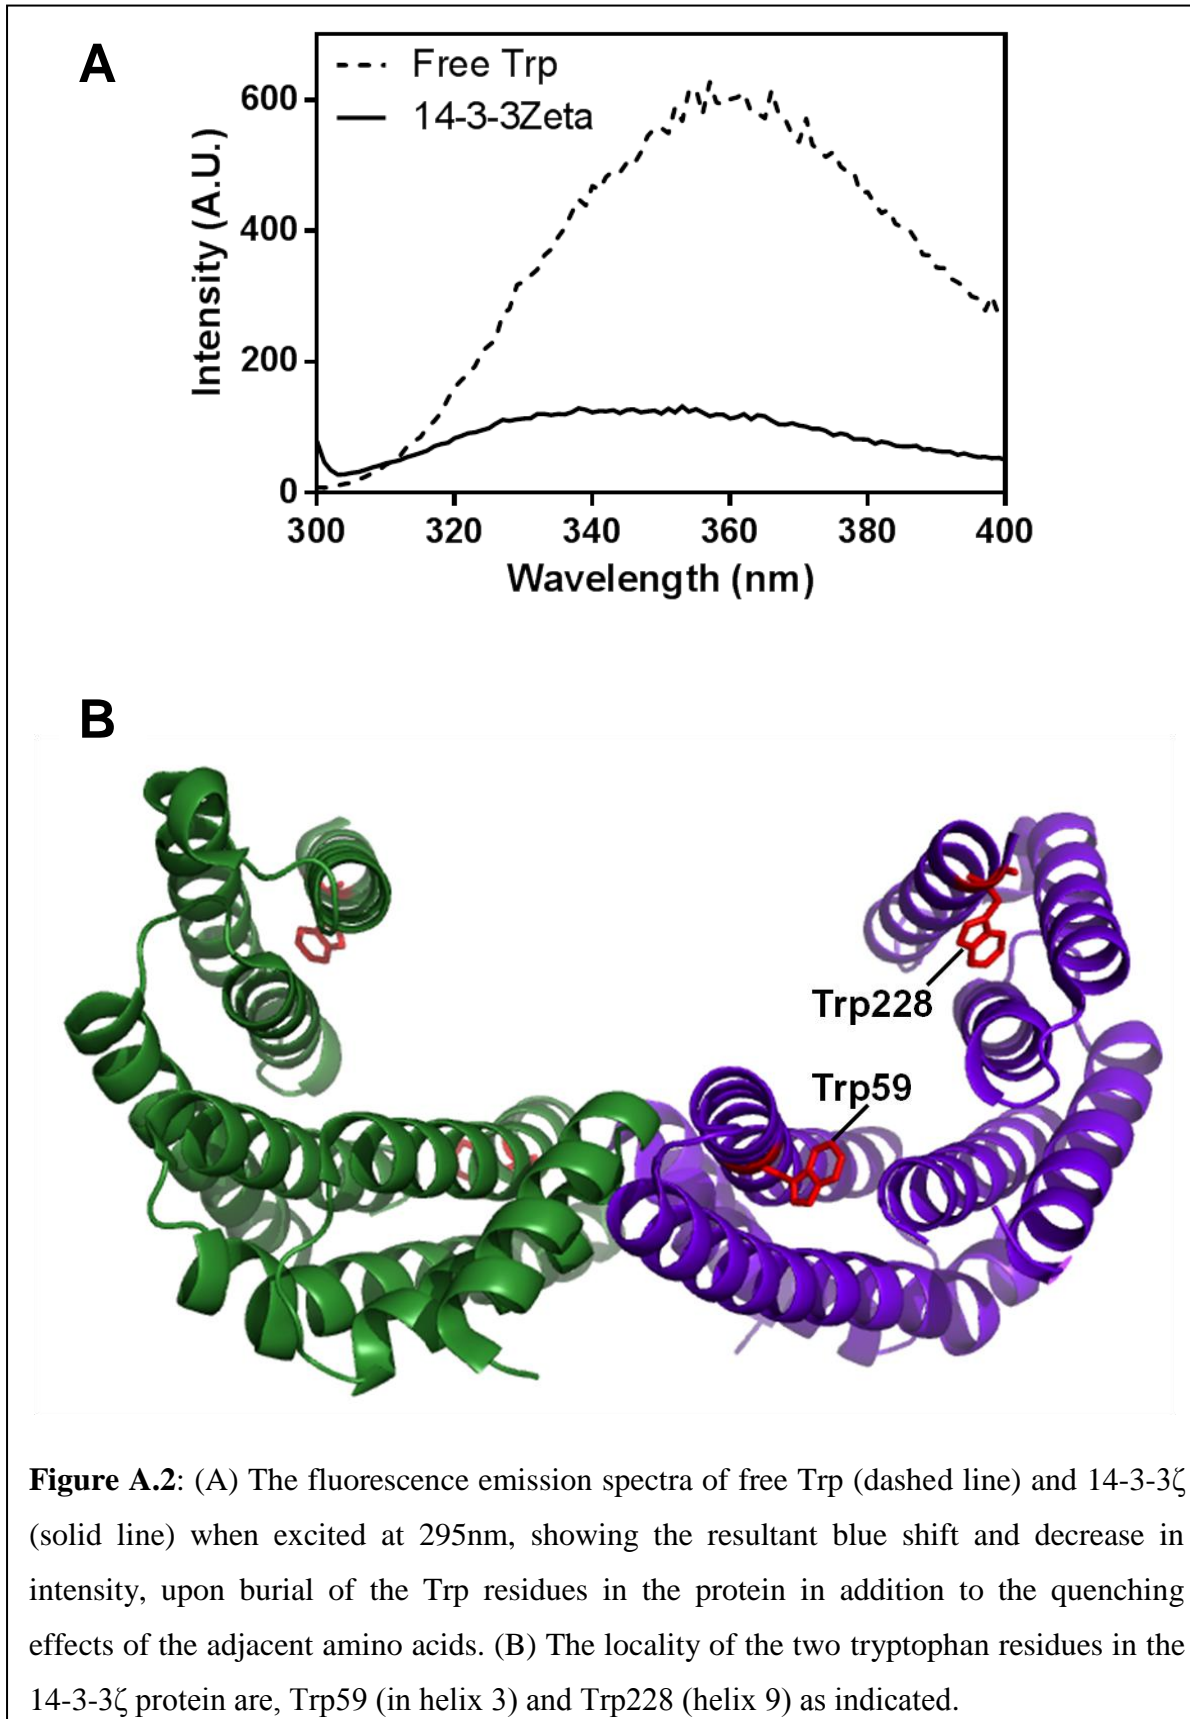 A
Free Trp
14-3-3Zeta
600
400
200
0
Intensity (A.U.)
300 320 340 360 380 400
Wavelength (nm)
B
Trp228
Trp59
Figure A.2: (A) The fluorescence emission spectra of free Trp (dashed line) and 14-3-3ζ
(solid line) when excited at 295nm, showing the resultant blue shift and decrease in
intensity, upon burial of the Trp residues in the protein in addition to the quenching
effects of the adjacent amino acids. (B) The locality of the two tryptophan residues in the
14-3-3ζ protein are, Trp59 (in helix 3) and Trp228 (helix 9) as indicated.